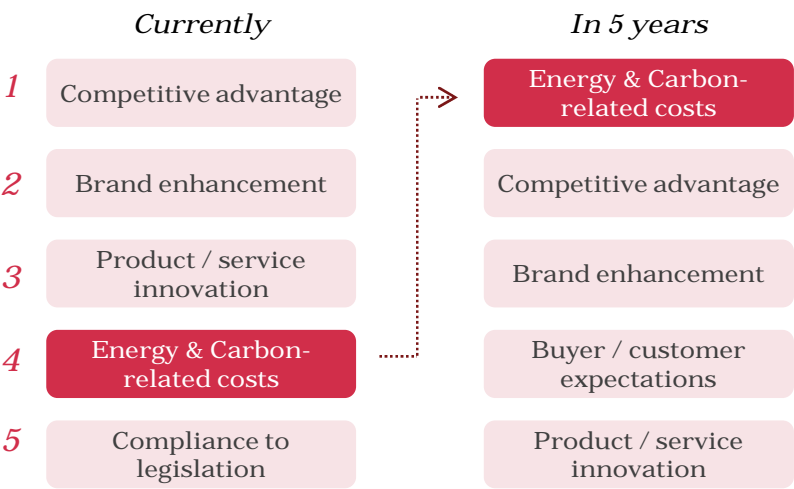 Currently
In 5 years
1
Competitive advantage
Energy & Carbon-
related costs
2
Brand enhancement
Competitive advantage
3
Product / service
innovation
Brand enhancement
4
Energy & Carbon-
related costs
Buyer / customer
expectations
5
Compliance to
legislation
Product / service
innovation